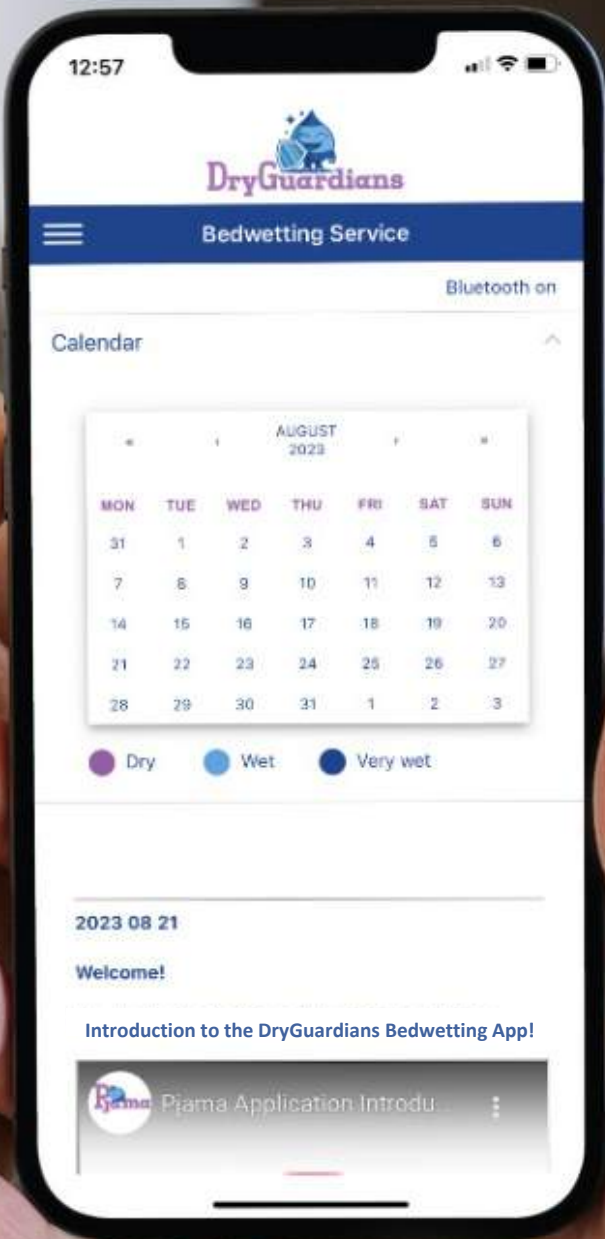 12:57
DryGuardians
Bedwetting Service
Bluetooth on
Calendar
« ‹ AUGUST › »
2023
MON TUE WED THU FRI SAT SUN
31 1 2 3 4 5 6
7 8 9 10 11 12 13
14 15 16 17 18 19 20
21 22 23 24 25 26 27
28 29 30 31 1 2 3
Dry Wet Very wet
2023 08 21
Welcome!
Introduction to the DryGuardians Bedwetting App!
Pjama Pjama Application Introdu...